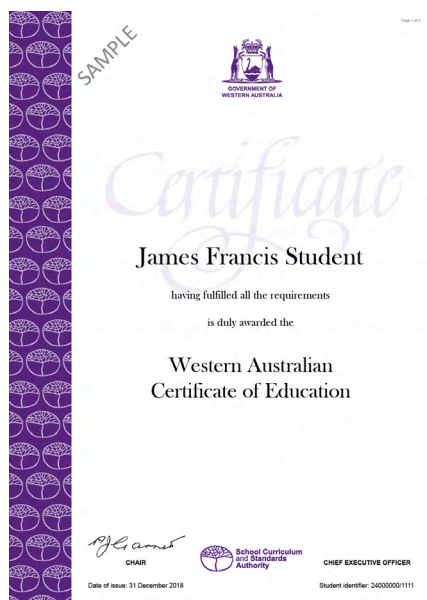 Page 1 of 2
SAMPLE
GOVERNMENT OF
WESTERN AUSTRALIA
Certificate
James Francis Student
having fulfilled all the requirements
is duly awarded the
Western Australian
Certificate of Education
School Curriculum
and Standards
Authority
CHAIR
CHIEF EXECUTIVE OFFICER
Date of issue: 31 December 2018
Student identifier: 24000000/1111